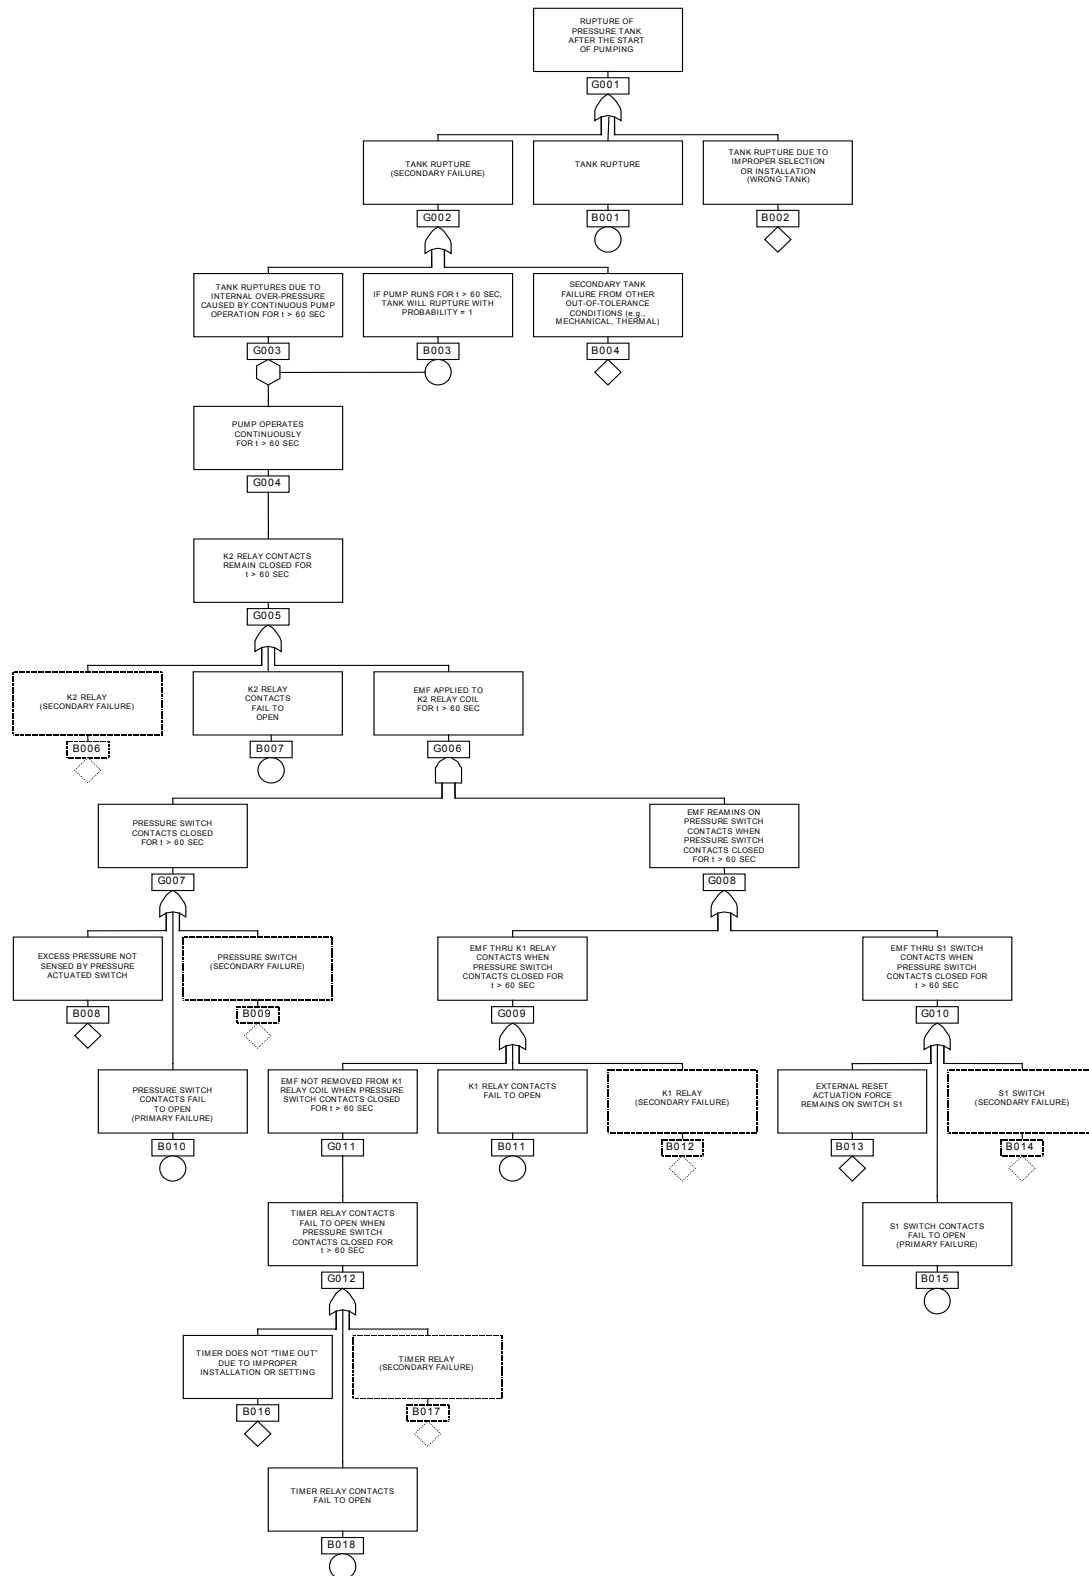 RUPTURE OF
PRESSURE TANK
AFTER THE START
OF PUMPING
G001
TANK RUPTURE
(SECONDARY FAILURE)
G002
TANK RUPTURE
B001
TANK RUPTURE DUE TO
IMPROPER SELECTION
OR INSTALLATION
(WRONG TANK)
B002
TANK RUPTURES DUE TO
INTERNAL OVER-PRESSURE
CAUSED BY CONTINUOUS PUMP
OPERATION FOR t > 60 SEC
G003
IF PUMP RUNS FOR t > 60 SEC,
TANK WILL RUPTURE WITH
PROBABILITY = 1
B003
SECONDARY TANK
FAILURE FROM OTHER
OUT-OF-TOLERANCE
CONDITIONS (e.g.,
MECHANICAL, THERMAL)
B004
PUMP OPERATES
CONTINUOUSLY
FOR t > 60 SEC
G004
K2 RELAY CONTACTS
REMAIN CLOSED FOR
t > 60 SEC
G005
K2 RELAY
(SECONDARY FAILURE)
B006
K2 RELAY
CONTACTS
FAIL TO
OPEN
B007
EMF APPLIED TO
K2 RELAY COIL
FOR t > 60 SEC
G006
PRESSURE SWITCH
CONTACTS CLOSED
FOR t > 60 SEC
G007
EMF REAMINS ON
PRESSURE SWITCH
CONTACTS WHEN
PRESSURE SWITCH
CONTACTS CLOSED
FOR t > 60 SEC
G008
EXCESS PRESSURE NOT
SENSED BY PRESSURE
ACTUATED SWITCH
B008
PRESSURE SWITCH
(SECONDARY FAILURE)
B009
EMF THRU K1 RELAY
CONTACTS WHEN
PRESSURE SWITCH
CONTACTS CLOSED FOR
t > 60 SEC
G009
EMF THRU S1 SWITCH
CONTACTS WHEN
PRESSURE SWITCH
CONTACTS CLOSED FOR
t > 60 SEC
G010
PRESSURE SWITCH
CONTACTS FAIL
TO OPEN
(PRIMARY FAILURE)
B010
EMF NOT REMOVED FROM K1
RELAY COIL WHEN PRESSURE
SWITCH CONTACTS CLOSED
FOR t > 60 SEC
G011
K1 RELAY CONTACTS
FAIL TO OPEN
B011
K1 RELAY
(SECONDARY FAILURE)
B012
EXTERNAL RESET
ACTUATION FORCE
REMAINS ON SWITCH S1
B013
S1 SWITCH
(SECONDARY FAILURE)
B014
TIMER RELAY CONTACTS
FAIL TO OPEN WHEN
PRESSURE SWITCH
CONTACTS CLOSED FOR
t > 60 SEC
G012
S1 SWITCH CONTACTS
FAIL TO OPEN
(PRIMARY FAILURE)
B015
TIMER DOES NOT "TIME OUT"
DUE TO IMPROPER
INSTALLATION OR SETTING
B016
TIMER RELAY
(SECONDARY FAILURE)
B017
TIMER RELAY CONTACTS
FAIL TO OPEN
B018